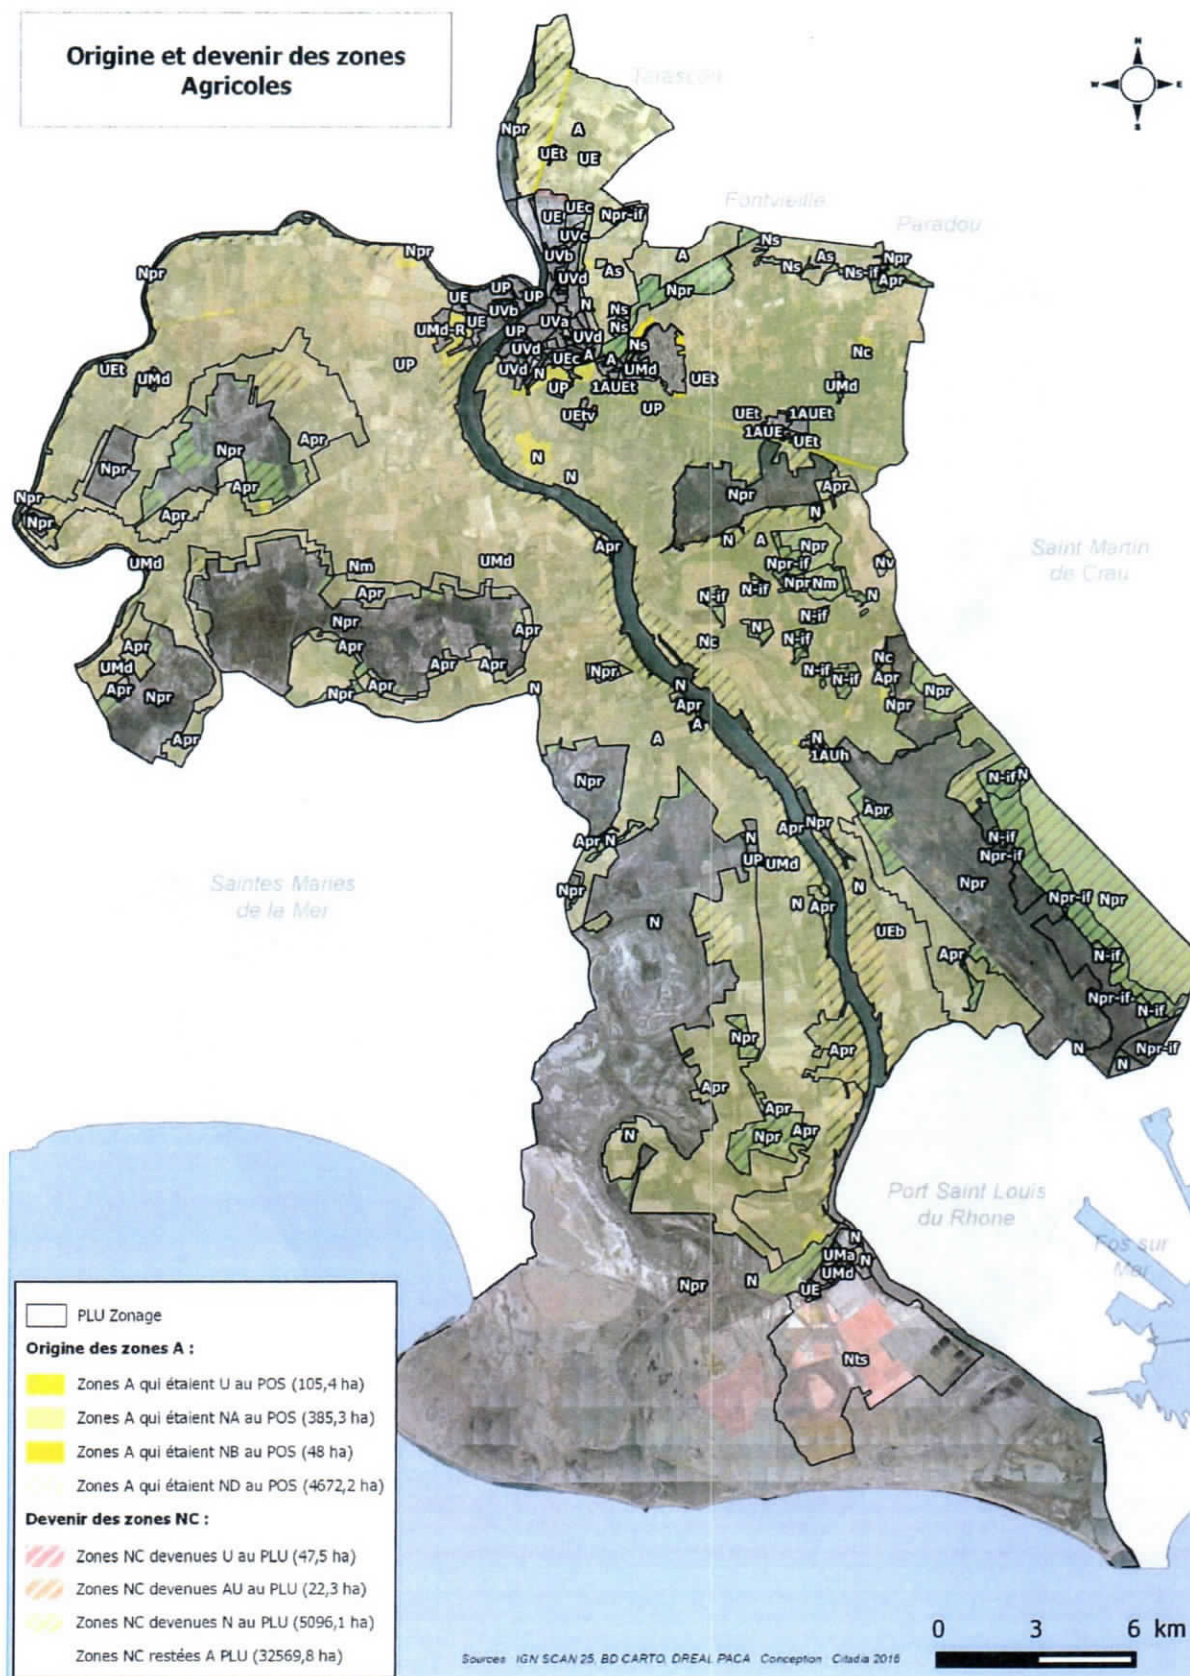 Origine et devenir des zones
Agricoles
N
W
E
S
Tarascon
Npr
A
UEt
UE
Fontvieille
Paradou
UEc
UE
Npr-if
UVc
Npr
Npr
UVb
A
Ns
As
Npr
Ns
Ns-if
Apr
UVd
As
Npr
UP
UE
UP
N
UVb
Ns
UMd-R
UE
UP
UVa
Ns
UVd
Ns
UP
UVd
UEc
A
A
UMd
Nc
UEt
UMd
UVd
N
UP
1AUEt
UEt
UMd
UEtv
UP
UEt
1AUEt
1AUE
UEt
Apr
Npr
Npr
N
N
Apr
Npr
Apr
Npr
Apr
Npr
N
UMd
Nm
UMd
Apr
N
A
Npr
Npr-if
Nv
Saint Martin
de Crau
Apr
N-if
N-if
Npr
Nm
N
Npr
N-if
Apr
Apr
N
N-if
Nc
Apr
UMd
Apr
Apr
Apr
Npr
Apr
Npr
N
Npr
N
Apr
N-if
N-if
Nc
Apr
Npr
Npr
Apr
A
A
N
1AUh
Npr
N-if
N
Apr
Apr
Npr
Apr
N
N
N-if
UP
UMd
Npr-if
Saintes Maries
de la Mer
Npr
N
Npr
Npr-if
Npr
N
Apr
N
UEb
Apr
N-if
Npr-if
N-if
Npr
Apr
N
Npr-if
N
Apr
Apr
N
Npr
Apr
Port Saint Louis
du Rhone
Fos sur
Mer
N
UMa
N
UMd
Npr
N
UE
Nts
PLU Zonage
Origine des zones A :
Zones A qui étaient U au POS (105,4 ha)
Zones A qui étaient NA au POS (385,3 ha)
Zones A qui étaient NB au POS (48 ha)
Zones A qui étaient ND au POS (4672,2 ha)
Devenir des zones NC :
Zones NC devenues U au PLU (47,5 ha)
Zones NC devenues AU au PLU (22,3 ha)
Zones NC devenues N au PLU (5096,1 ha)
Zones NC restées A PLU (32569,8 ha)
0 3 6 km
Sources IGN SCAN 25, BD CARTO, DREAL PACA Conception Citadia 2016